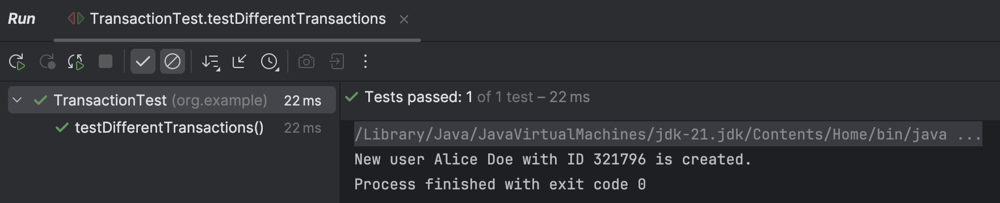 Run TransactionTest.testDifferentTransactions
TransactionTest (org.example) 22 ms
testDifferentTransactions() 22 ms
Tests passed: 1 of 1 test – 22 ms
/Library/Java/JavaVirtualMachines/jdk-21.jdk/Contents/Home/bin/java ...
New user Alice Doe with ID 321796 is created.
Process finished with exit code 0